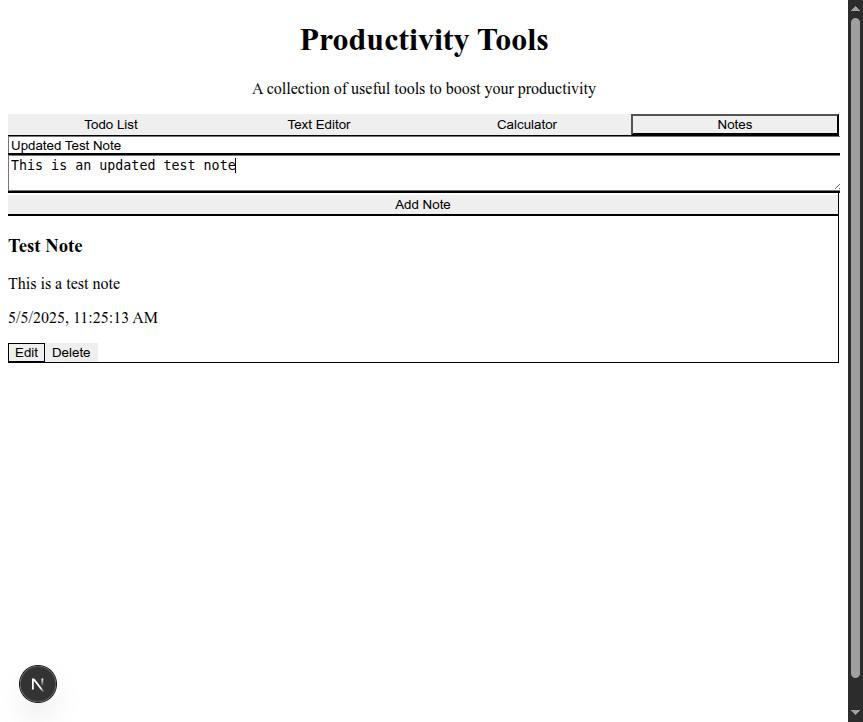 Productivity Tools
A collection of useful tools to boost your productivity
Todo List Text Editor Calculator Notes
Updated Test Note
This is an updated test note
Add Note
Test Note
This is a test note
5/5/2025, 11:25:13 AM
Edit Delete
N